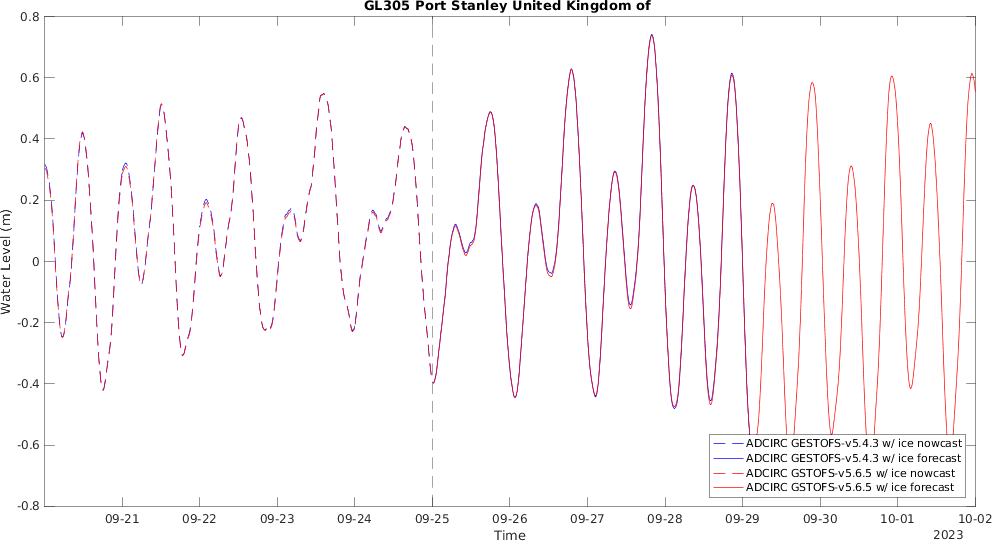 GL305 Port Stanley United Kingdom of
0.8
0.6
0.4
0.2
0
-0.2
-0.4
-0.6
-0.8
Water Level (m)
ADCIRC GESTOFS-v5.4.3 w/ ice nowcast
ADCIRC GESTOFS-v5.4.3 w/ ice forecast
ADCIRC GSTOFS-v5.6.5 w/ ice nowcast
ADCIRC GSTOFS-v5.6.5 w/ ice forecast
09-21 09-22 09-23 09-24 09-25 09-26 09-27 09-28 09-29 09-30 10-01 10-02
Time
2023